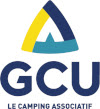 GCU
LE CAMPING ASSOCIATIF